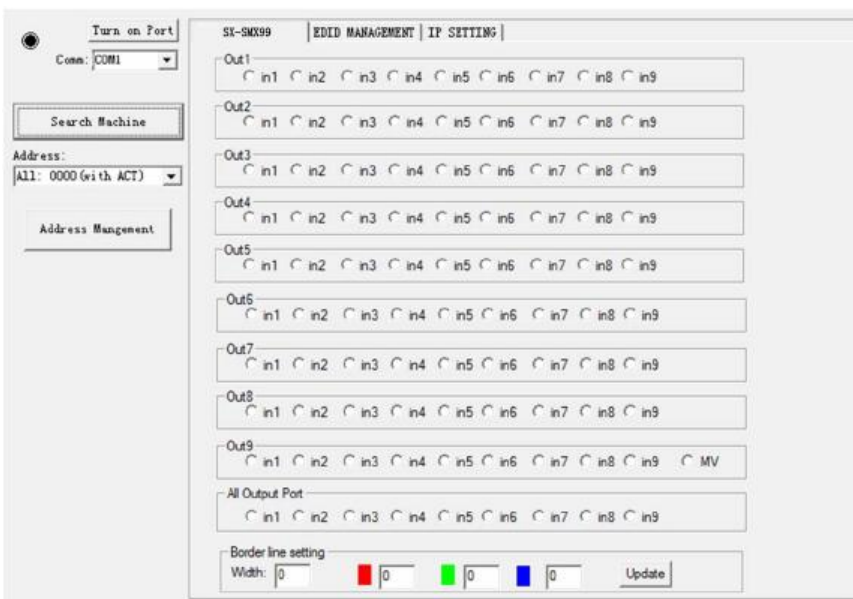 Turn on Port
Comm: COM1
Search Machine
Address:
All: 0000(with ACT)
Address Mangement
SX-SMX99 EDID MANAGEMENT IP SETTING
Out1
in1 in2 in3 in4 in5 in6 in7 in8 in9
Out2
in1 in2 in3 in4 in5 in6 in7 in8 in9
Out3
in1 in2 in3 in4 in5 in6 in7 in8 in9
Out4
in1 in2 in3 in4 in5 in6 in7 in8 in9
Out5
in1 in2 in3 in4 in5 in6 in7 in8 in9
Out6
in1 in2 in3 in4 in5 in6 in7 in8 in9
Out7
in1 in2 in3 in4 in5 in6 in7 in8 in9
Out8
in1 in2 in3 in4 in5 in6 in7 in8 in9
Out9
in1 in2 in3 in4 in5 in6 in7 in8 in9 MV
All Output Port
in1 in2 in3 in4 in5 in6 in7 in8 in9
Border line setting
Width: 0 0 0 0 Update